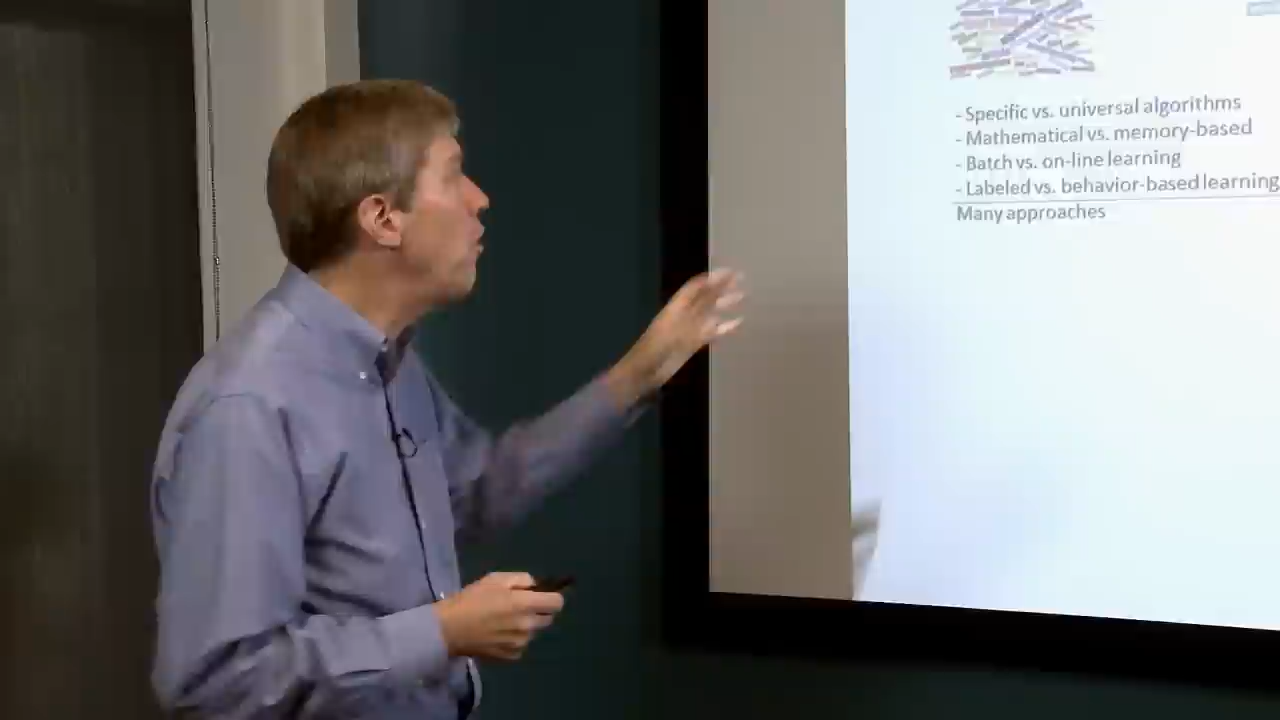 - Specific vs. universal algorithms
- Mathematical vs. memory-based
- Batch vs. on-line learning
- Labeled vs. behavior-based learning
Many approaches